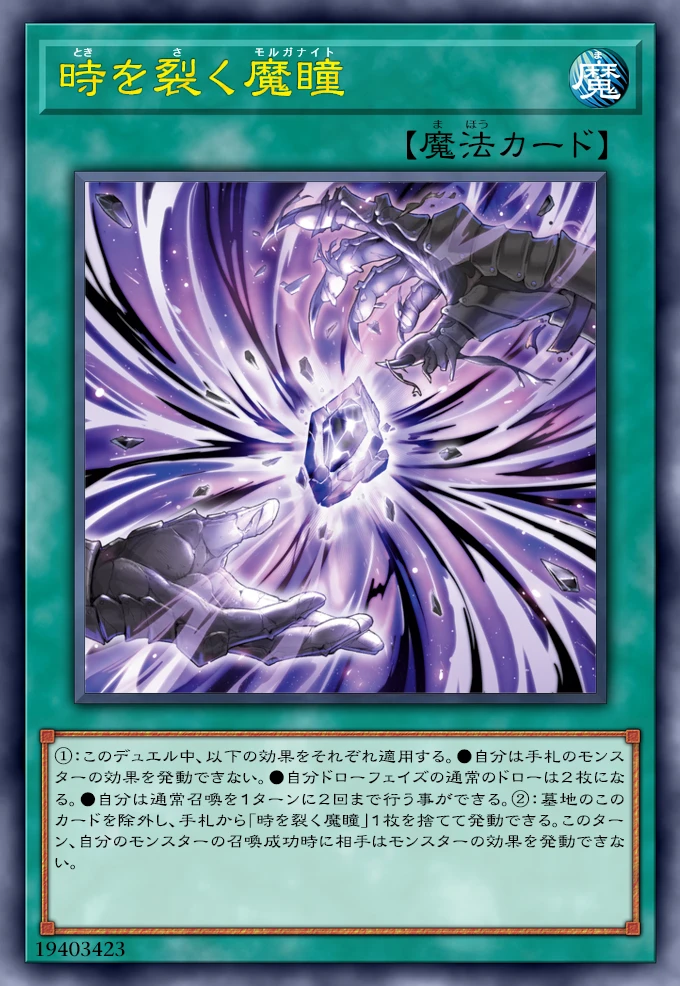 とき さ モルガナイト
時を裂く魔瞳
ま
魔
ま ほう
【魔法カード】
①：このデュエル中、以下の効果をそれぞれ適用する。●自分は手札のモンス
ターの効果を発動できない。●自分ドローフェイズの通常のドローは２枚にな
る。●自分は通常召喚を１ターンに２回まで行う事ができる。②：墓地のこの
カードを除外し、手札から「時を裂く魔瞳」１枚を捨てて発動できる。このター
ン、自分のモンスターの召喚成功時に相手はモンスターの効果を発動できな
い。
19403423